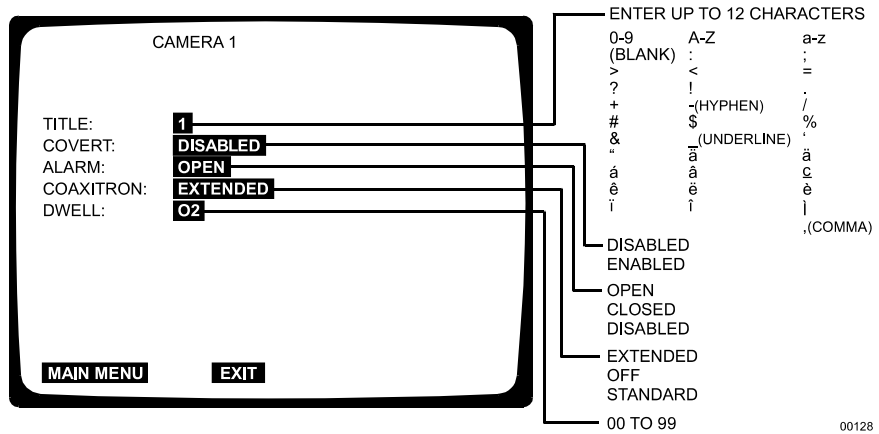 CAMERA 1
TITLE: 1
COVERT: DISABLED
ALARM: OPEN
COAXITRON: EXTENDED
DWELL: O2
MAIN MENU EXIT
ENTER UP TO 12 CHARACTERS
0-9 A-Z a-z
(BLANK) : ;
> < =
? ! .
+ -(HYPHEN) /
# $ %
& _(UNDERLINE) ‘
“ ä ä
á â c
ê ë è
ï î ì
,(COMMA)
DISABLED
ENABLED
OPEN
CLOSED
DISABLED
EXTENDED
OFF
STANDARD
00 TO 99
00128